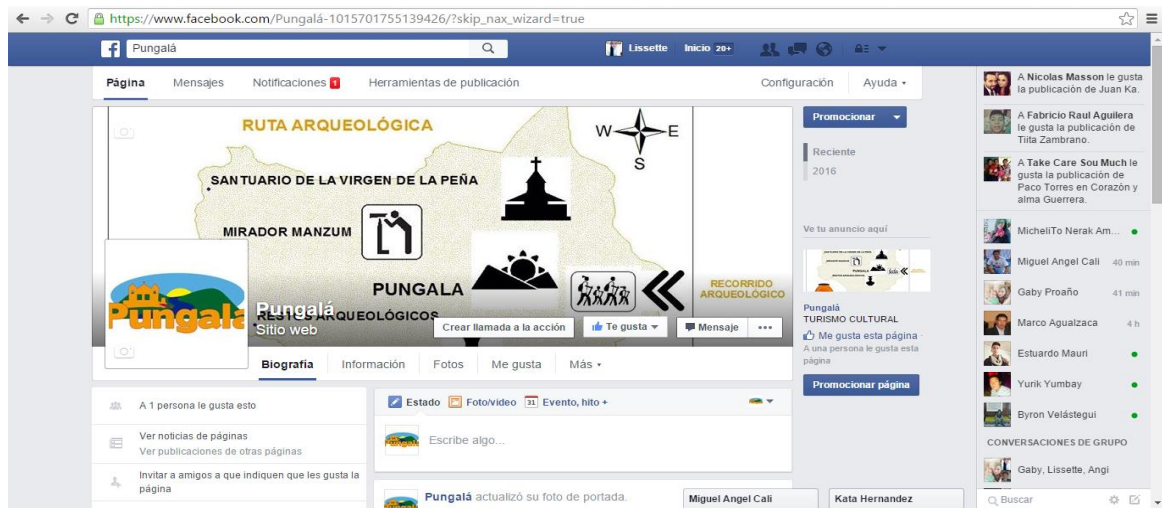 https://www.facebook.com/Pungalá-1015701755139426/?skip_nax_wizard=true
Pungalá
Lissette
Inicio 20+
Página
Mensajes
Notificaciones 1
Herramientas de publicación
Configuración
Ayuda
RUTA ARQUEOLÓGICA
W E
S
SANTUARIO DE LA VIRGEN DE LA PEÑA
MIRADOR MANZUM
PUNGALA
RECORRIDO
ARQUEOLÓGICO
RESTOS ARQUEOLÓGICOS
Pungala
Pungalá
Sitio web
Crear llamada a la acción
Te gusta
Mensaje
Biografía
Información
Fotos
Me gusta
Más
A 1 persona le gusta esto
Ver noticias de páginas
Ver publicaciones de otras páginas
Invitar a amigos a que indiquen que les gusta la
página
Estado
Foto/video
31 Evento, hito +
Escribe algo...
Pungalá actualizó su foto de portada.
Promocionar
Reciente
2016
Ve tu anuncio aquí
Pungalá
TURISMO CULTURAL
Me gusta esta página ·
A una persona le gusta esta
página
Promocionar página
A Nicolas Masson le gusta
la publicación de Juan Ka.
A Fabricio Raul Aguilera
le gusta la publicación de
Tiita Zambrano.
A Take Care Sou Much le
gusta la publicación de
Paco Torres en Corazón y
alma Guerrera.
MicheliTo Nerak Am...
Miguel Angel Cali 40 min
Gaby Proaño 41 min
Marco Agualzaca 4 h
Estuardo Mauri
Yurik Yumbay
Byron Velástegui
CONVERSACIONES DE GRUPO
Gaby, Lissette, Angi
Miguel Angel Cali
Kata Hernandez
Buscar